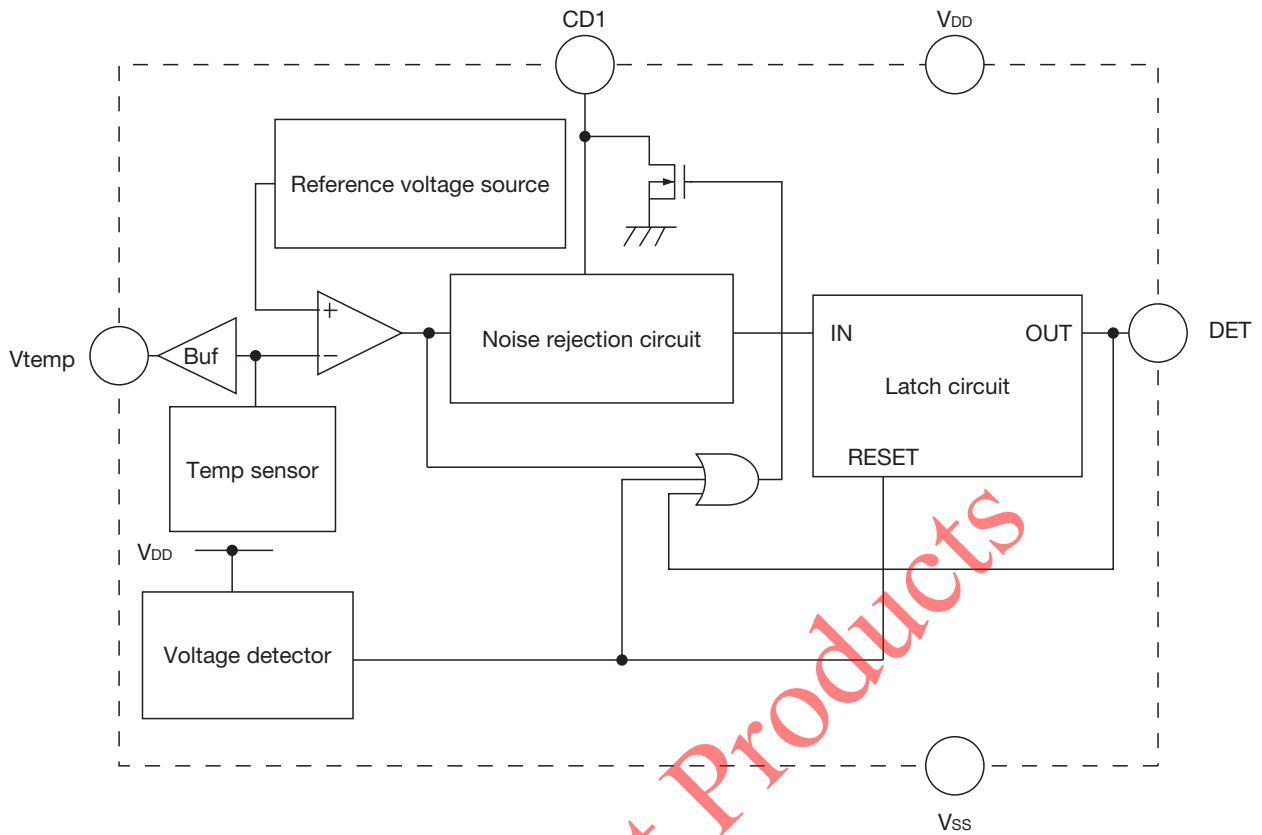 CD1
VDD
Reference voltage source
+
−
Noise rejection circuit
IN
OUT
DET
Vtemp
Buf
Latch circuit
Temp sensor
RESET
VDD
Voltage detector
t Products
VSS